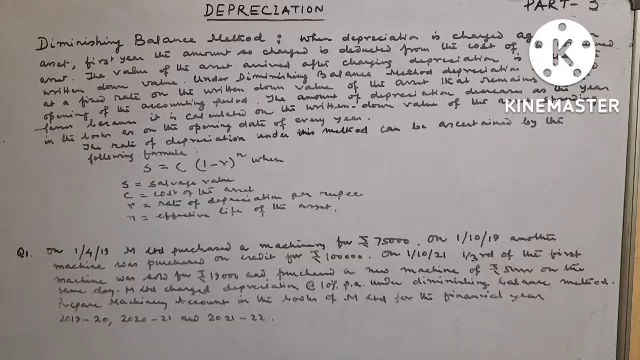 DEPRECIATION
PART-3
Diminishing Balance Method: When depreciation is charged
asset, first year the amount so charged is deducted from the cost of
asset. The value of the asset arrived after charging depreciation is
written down value. Under Diminishing Balance Method depreciation
at a fixed rate on the written down value of the asset that remains
opening of the accounting period. The amount of depreciation decreases as the year
because it is calculated on the written-down value of the
in the books as on the opening date of every year.
The rate of depreciation under this method can be ascertained by the
following formula.
S = C (1-r)^n when
S = Salvage value
C = cost of the asset
r = rate of depreciation per rupee
n = effective life of the asset.
Q1. On 1/4/19 M Ltd purchased a machinery for ₹ 75000. On 1/10/19 another
machine was purchased on credit for ₹ 100000. On 1/10/21 1/3rd of the first
machine was sold for ₹ 19000 and purchased a new machine of ₹ on the
same day. M Ltd charged depreciation @ 10% p.a. under diminishing balance method.
Prepare Machinery Account in the books of M Ltd for the financial year
2019-20, 2020-21 and 2021-22.
KINEMASTER